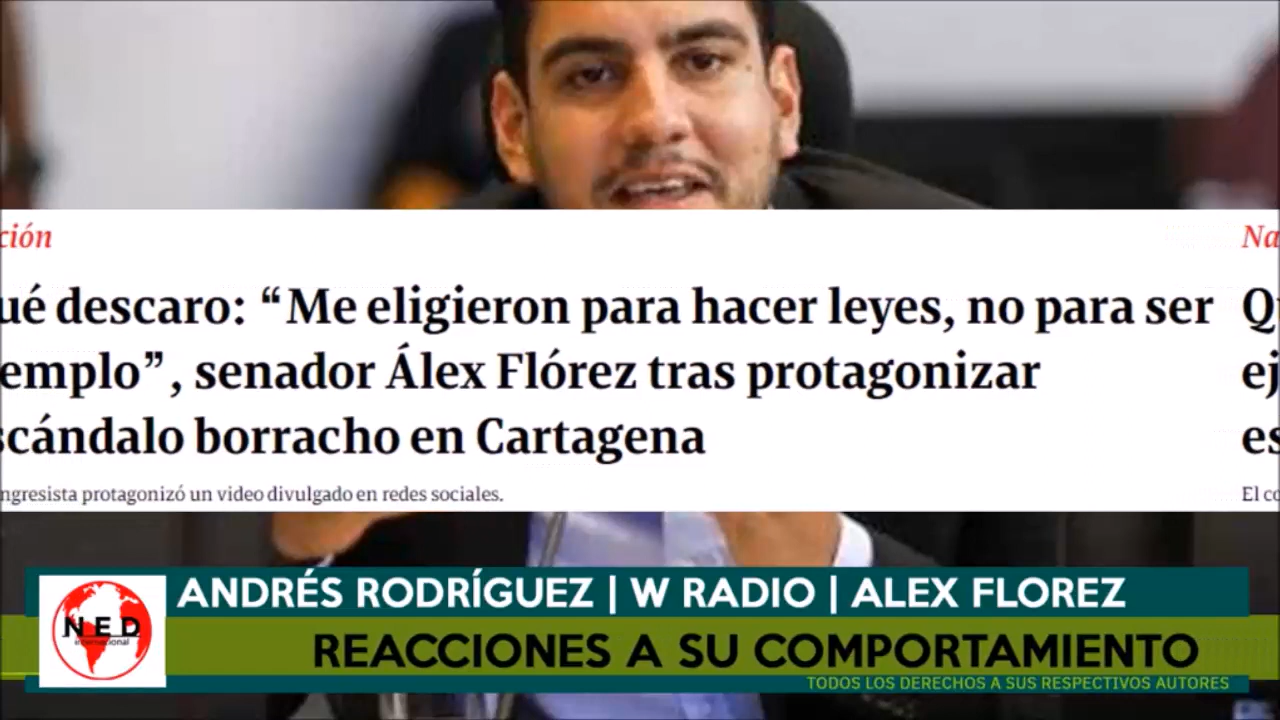 ción
Na
ué descaro: “Me eligieron para hacer leyes, no para ser
Q
emplo”, senador Álex Flórez tras protagonizar
ej
scándalo borracho en Cartagena
es
ngresista protagonizó un video divulgado en redes sociales.
El co
ANDRÉS RODRÍGUEZ | W RADIO | ALEX FLOREZ
N E D
internacional
REACCIONES A SU COMPORTAMIENTO
TODOS LOS DERECHOS A SUS RESPECTIVOS AUTORES